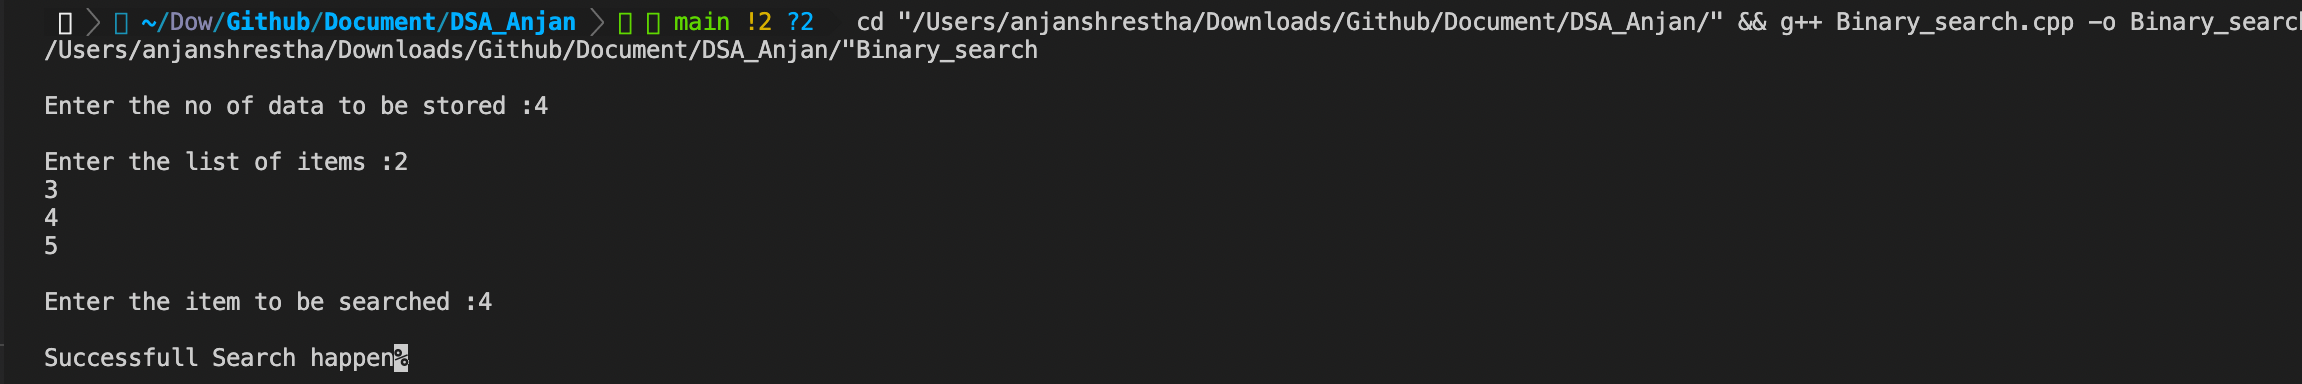 ~/Dow/Github/Document/DSA_Anjan main !2 ?2 cd "/Users/anjanshrestha/Downloads/Github/Document/DSA_Anjan/" && g++ Binary_search.cpp -o Binary_search
/Users/anjanshrestha/Downloads/Github/Document/DSA_Anjan/"Binary_search
Enter the no of data to be stored :4
Enter the list of items :2
3
4
5
Enter the item to be searched :4
Successfull Search happen%